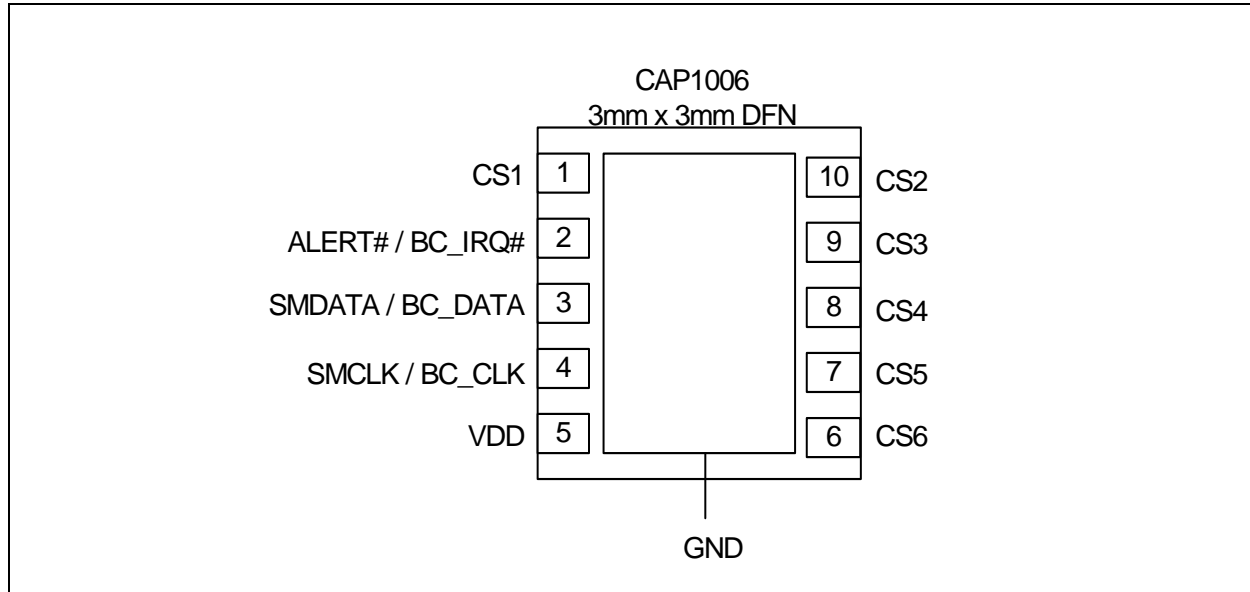 CAP1006
3mm x 3mm DFN
CS1 1
10 CS2
ALERT# / BC_IRQ# 2
9 CS3
SMDATA / BC_DATA 3
8 CS4
SMCLK / BC_CLK 4
7 CS5
VDD 5
6 CS6
GND